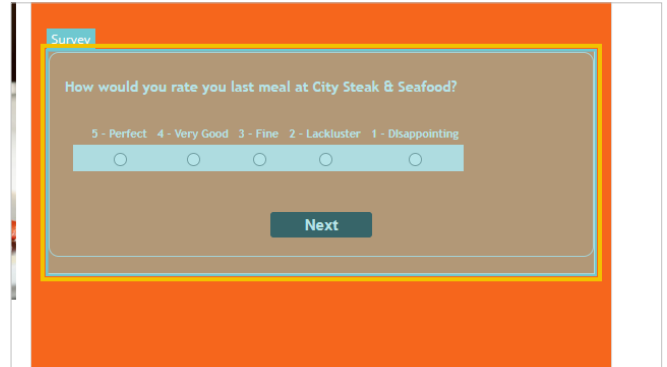 Survey
How would you rate you last meal at City Steak & Seafood?
5 - Perfect 4 - Very Good 3 - Fine 2 - Lackluster 1 - DIsappointing
Next